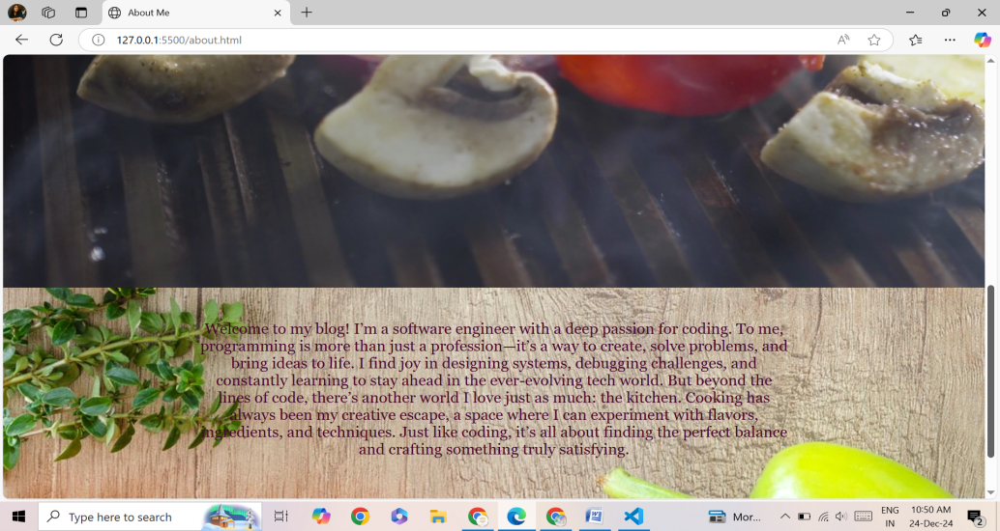 About Me
127.0.0.1:5500/about.html
Welcome to my blog! I’m a software engineer with a deep passion for coding. To me,
programming is more than just a profession—it’s a way to create, solve problems, and
bring ideas to life. I find joy in designing systems, debugging challenges, and
constantly learning to stay ahead in the ever-evolving tech world. But beyond the
lines of code, there’s another world I love just as much: the kitchen. Cooking has
always been my creative escape, a space where I can experiment with flavors,
ingredients, and techniques. Just like coding, it’s all about finding the perfect balance
and crafting something truly satisfying.
Type here to search
Mor...
ENG
IN
10:50 AM
24-Dec-24
2